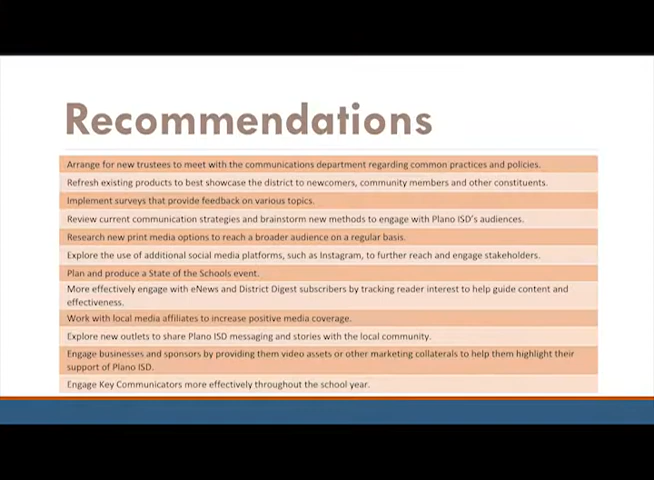 Recommendations
Arrange for new trustees to meet with the communications department regarding common practices and policies.
Refresh existing products to best showcase the district to newcomers, community members and other constituents.
Implement surveys that provide feedback on various topics.
Review current communication strategies and brainstorm new methods to engage with Plano ISD's audiences.
Research new print media options to reach a broader audience on a regular basis.
Explore the use of additional social media platforms, such as Instagram, to further reach and engage stakeholders.
Plan and produce a State of the Schools event.
More effectively engage with eNews and District Digest subscribers by tracking reader interest to help guide content and
effectiveness.
Work with local media affiliates to increase positive media coverage.
Explore new outlets to share Plano ISD messaging and stories with the local community.
Engage businesses and sponsors by providing them video assets or other marketing collaterals to help them highlight their
support of Plano ISD.
Engage Key Communicators more effectively throughout the school year.